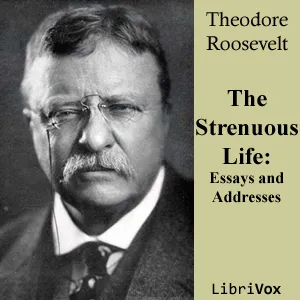 Theodore
Roosevelt
The
Strenuous
Life:
Essays and
Addresses
LibriVox